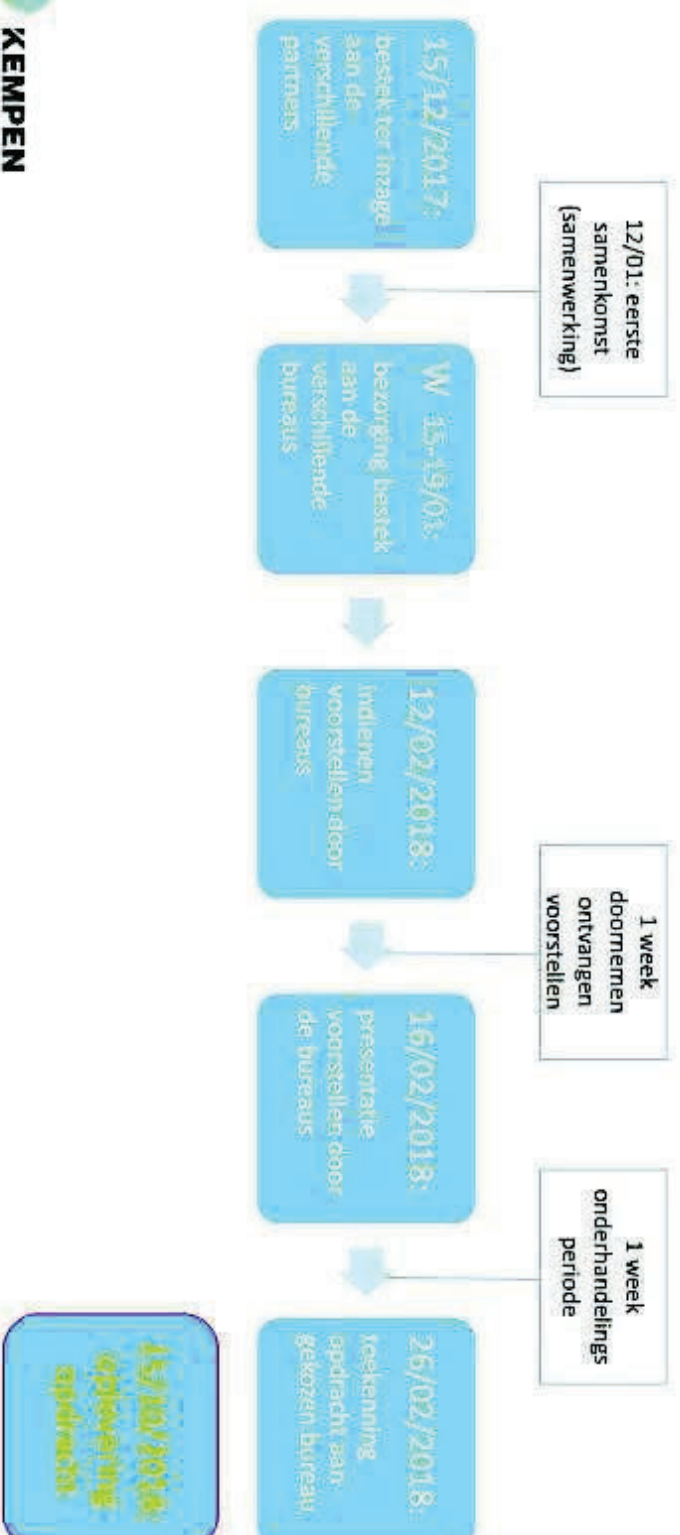 12/01: eerste
samenkomst
(samenwerking)
1 week
doornemen
ontvangen
voorstellen
1 week
onderhandelings
periode
15/12/2017:
bestek ter inzage
aan de
verschillende
partners
W 15-19/01:
bezorging bestek
aan de
verschillende
bureaus
12/02/2018:
indienen
voorstellen door
bureaus
16/02/2018:
presentatie
voorstellen door
de bureaus
26/02/2018:
toekenning
opdracht aan
gekozen bureau
15/10/2018:
oplevering
opdracht
KEMPEN